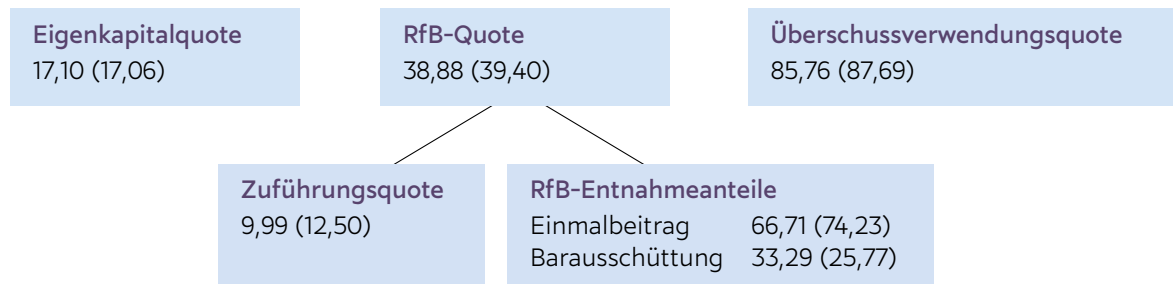 Eigenkapitalquote
17,10 (17,06)
RfB-Quote
38,88 (39,40)
Überschussverwendungsquote
85,76 (87,69)
Zuführungsquote
9,99 (12,50)
RfB-Entnahmeanteile
Einmalbeitrag 66,71 (74,23)
Barausschüttung 33,29 (25,77)